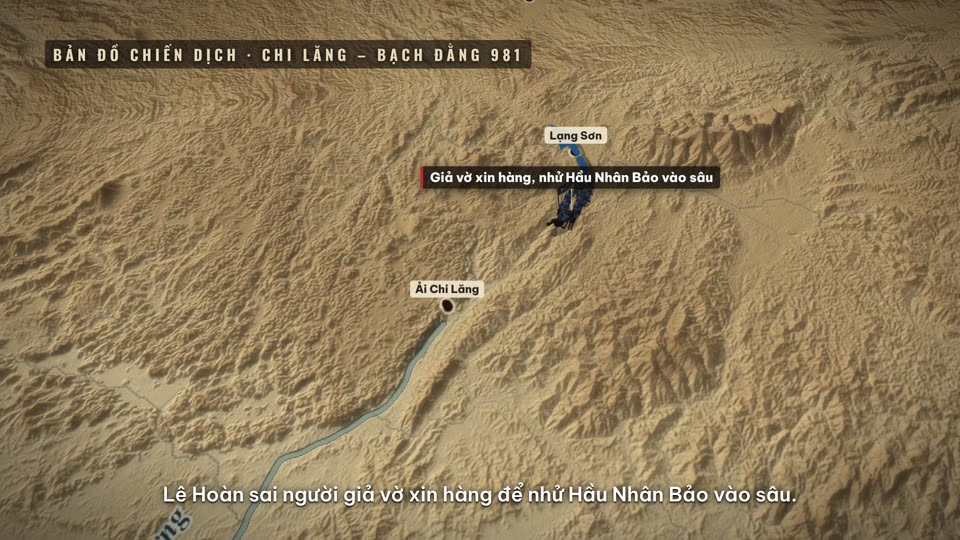 BẢN ĐỒ CHIẾN DỊCH · CHI LĂNG – BẠCH ĐẰNG 981
Lạng Sơn
Giả vờ xin hàng, nhử Hầu Nhân Bảo vào sâu
Ải Chi Lăng
Lê Hoàn sai người giả vờ xin hàng để nhử Hầu Nhân Bảo vào sâu.